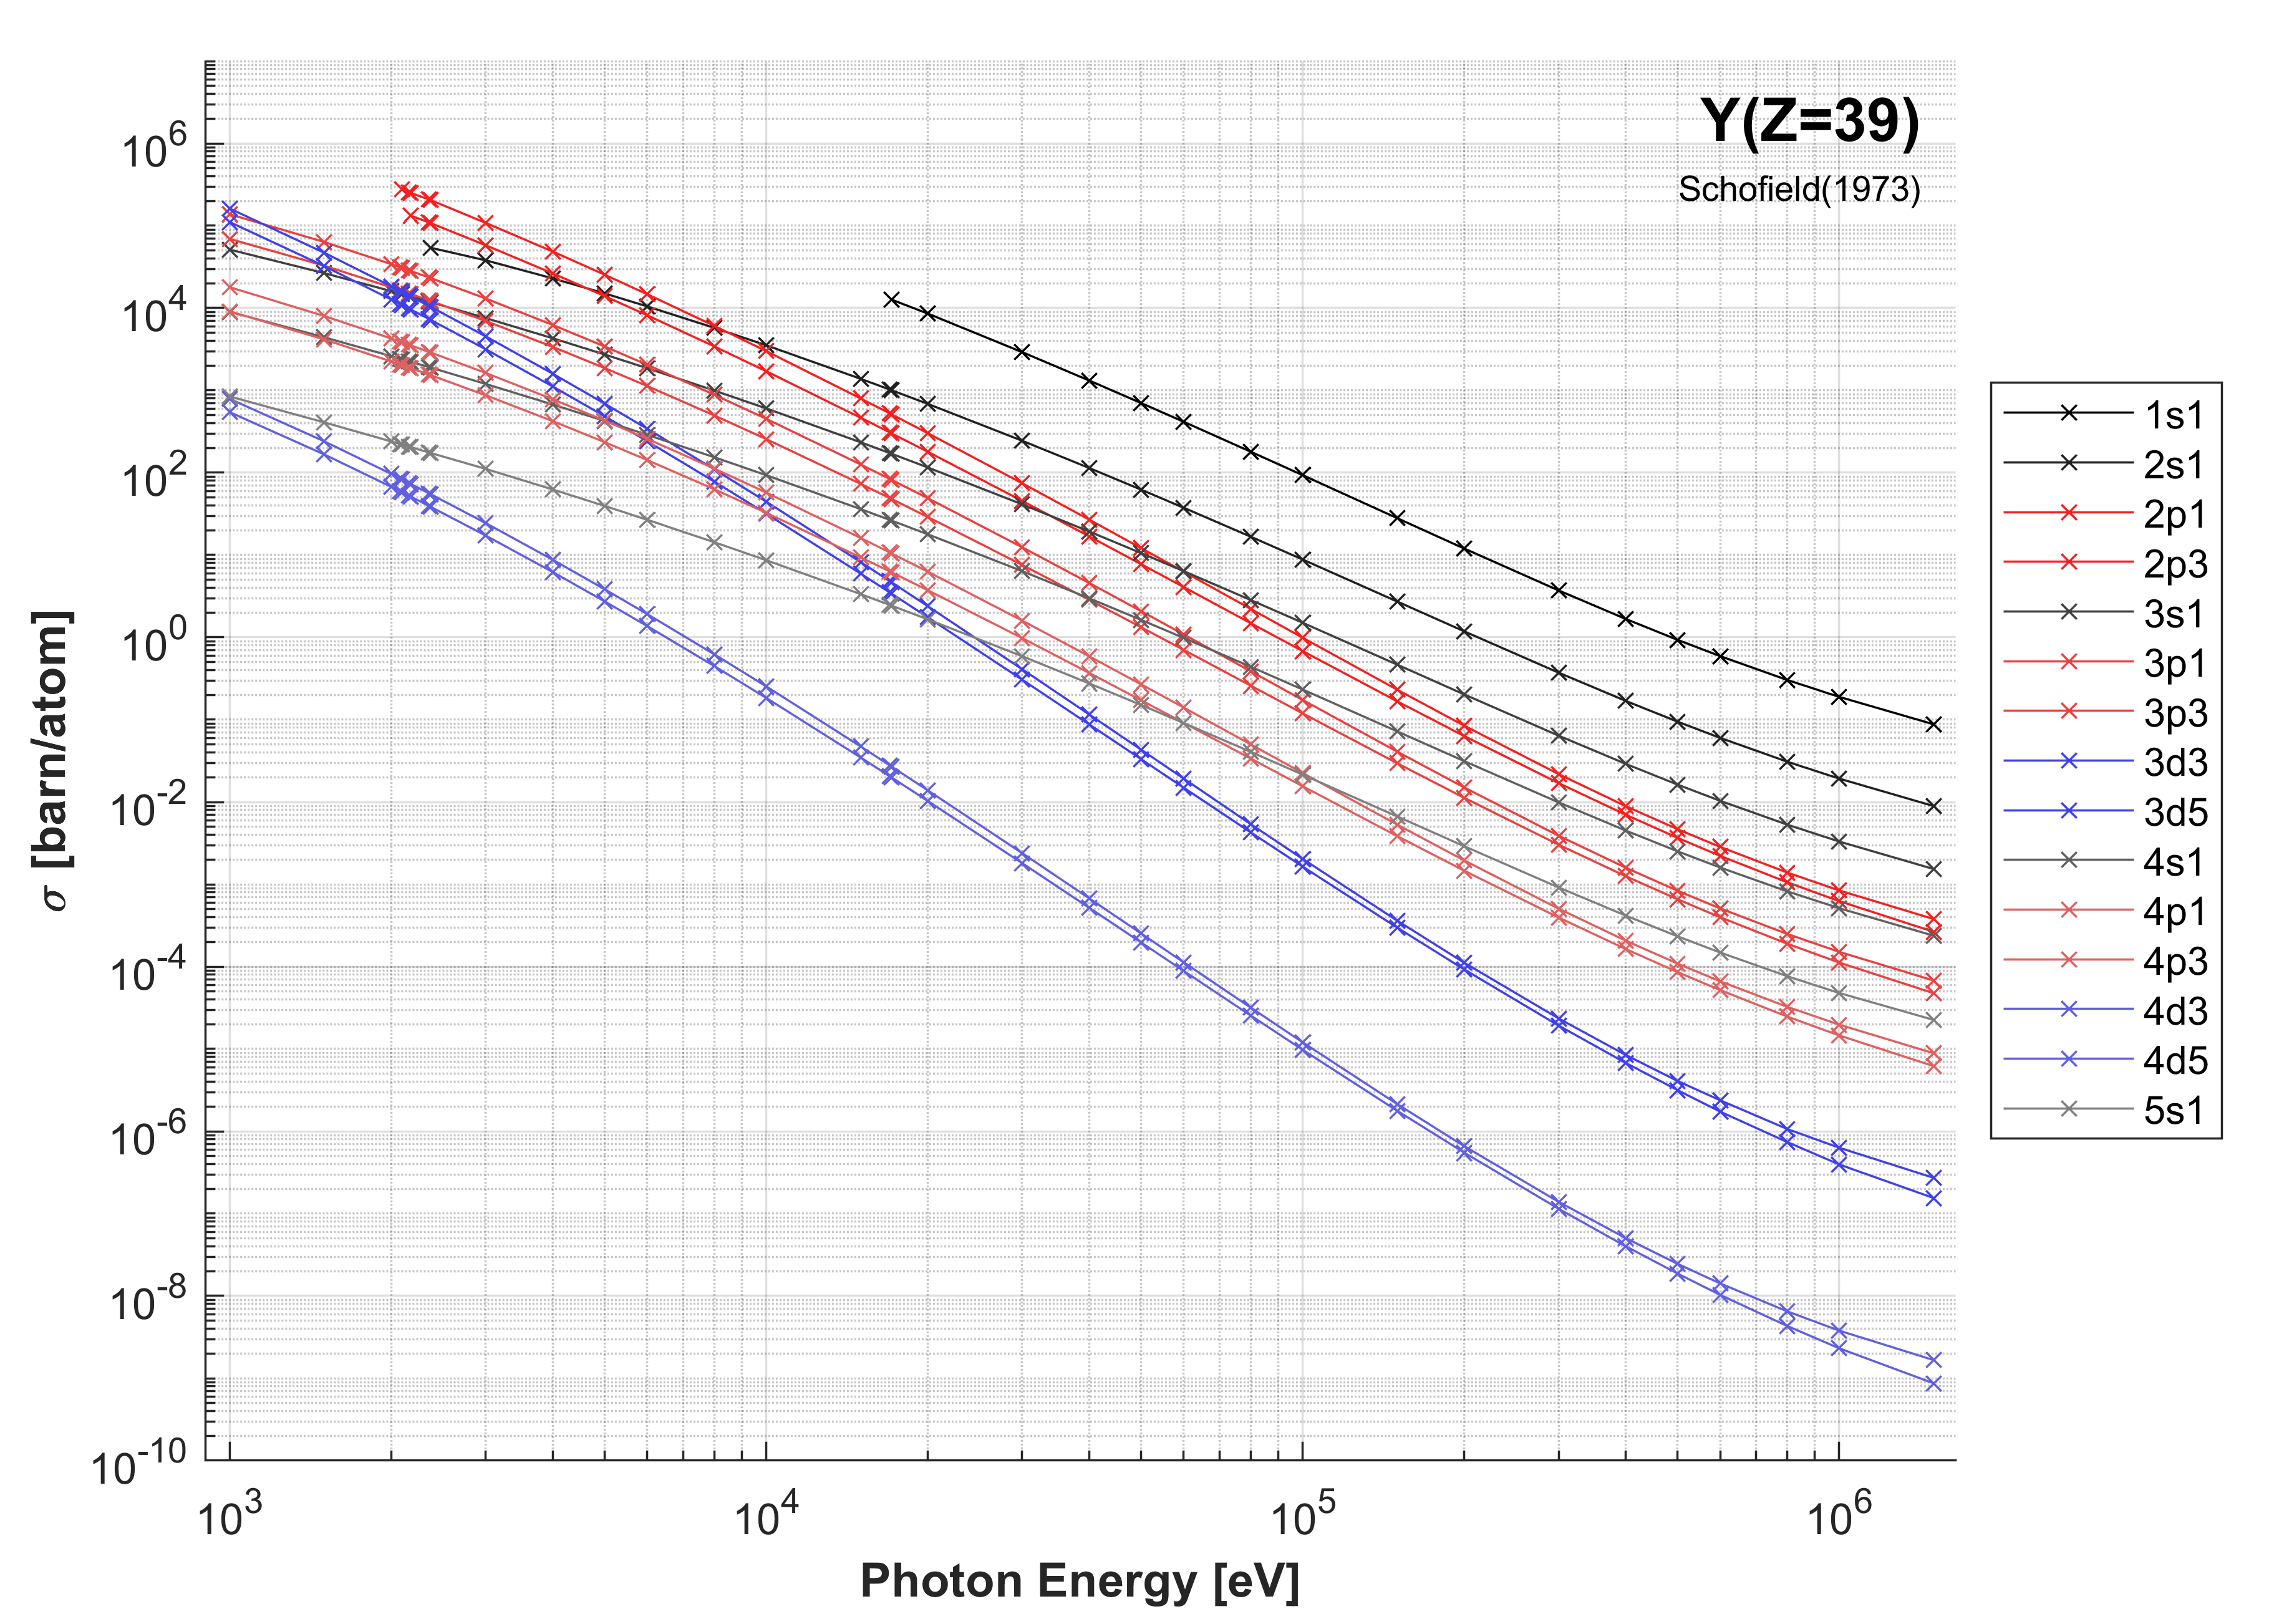 Y(Z=39)
Schofield(1973)
10^6
10^4
10^2
10^0
10^-2
10^-4
10^-6
10^-8
10^-10
σ [barn/atom]
10^3
10^4
10^5
10^6
Photon Energy [eV]
1s1
2s1
2p1
2p3
3s1
3p1
3p3
3d3
3d5
4s1
4p1
4p3
4d3
4d5
5s1